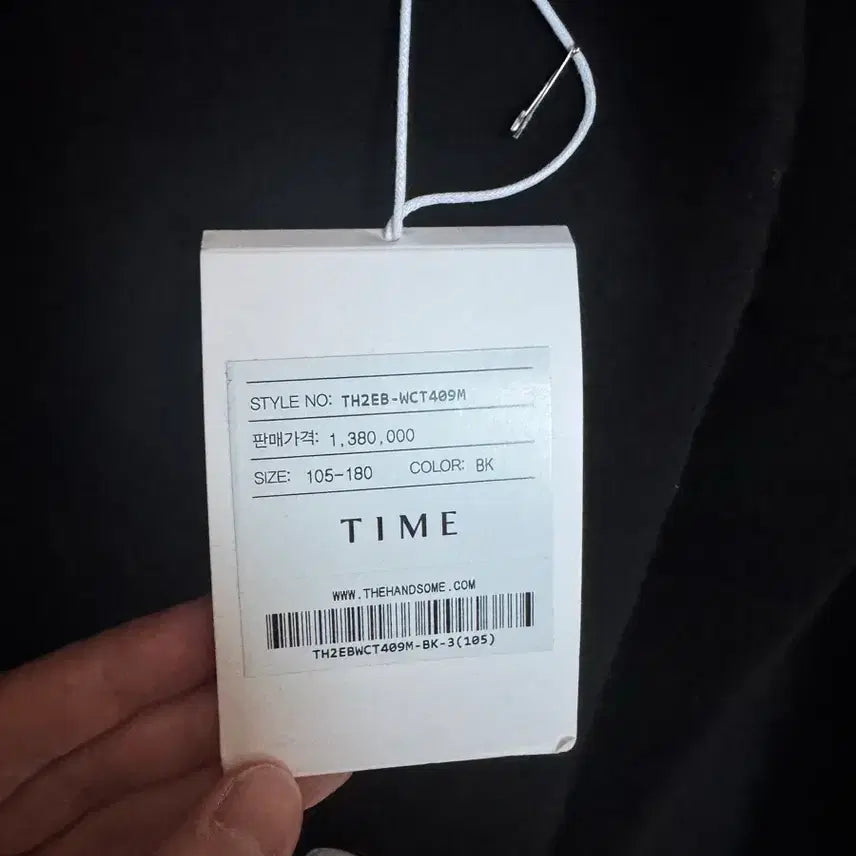 STYLE NO: TH2EB-WCT409M
판매가격: 1,380,000
SIZE: 105-180 COLOR: BK
TIME
WWW.THEHANDSOME.COM
TH2EBWCT409M-BK-3(105)